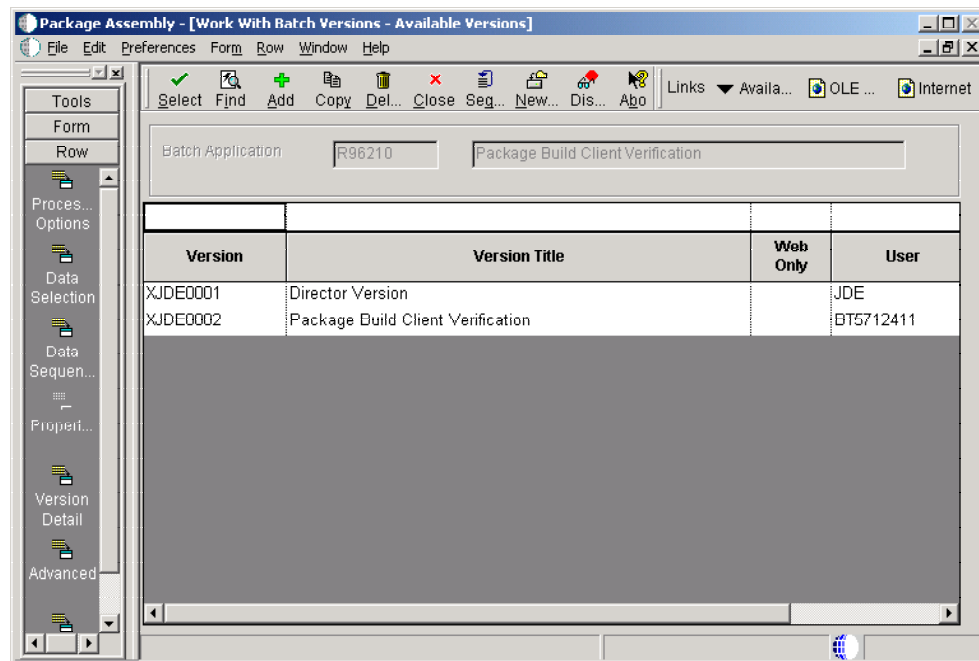 Package Assembly - [Work With Batch Versions - Available Versions]
File Edit Preferences Form Row Window Help
Select Find Add Copy Del... Close Seq... New... Dis... Abo Links Availa... OLE ... Internet
Tools
Form
Row
Proces...
Options
Data
Selection
Data
Sequen...
Propert...
Version
Detail
Advanced
Batch Application R96210 Package Build Client Verification
Version Version Title Web Only User
XJDE0001 Director Version JDE
XJDE0002 Package Build Client Verification BT5712411